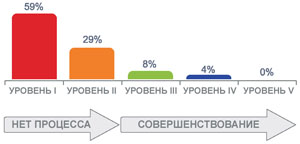 59%
29%
8%
4%
0%
УРОВЕНЬ I
УРОВЕНЬ II
УРОВЕНЬ III
УРОВЕНЬ IV
УРОВЕНЬ V
НЕТ ПРОЦЕССА
СОВЕРШЕНСТВОВАНИЕ